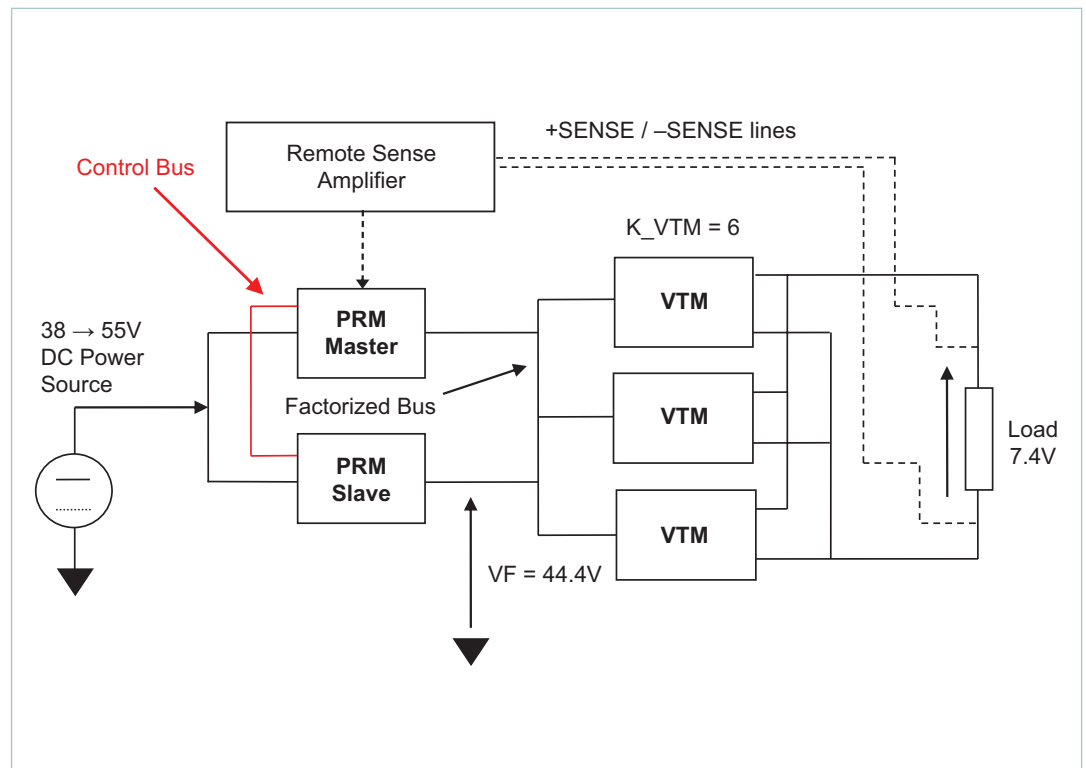 +SENSE / –SENSE lines
Remote Sense
Amplifier
Control Bus
K_VTM = 6
VTM
PRM
Master
38 → 55V
DC Power
Source
Factorized Bus
VTM
Load
7.4V
PRM
Slave
VTM
VF = 44.4V